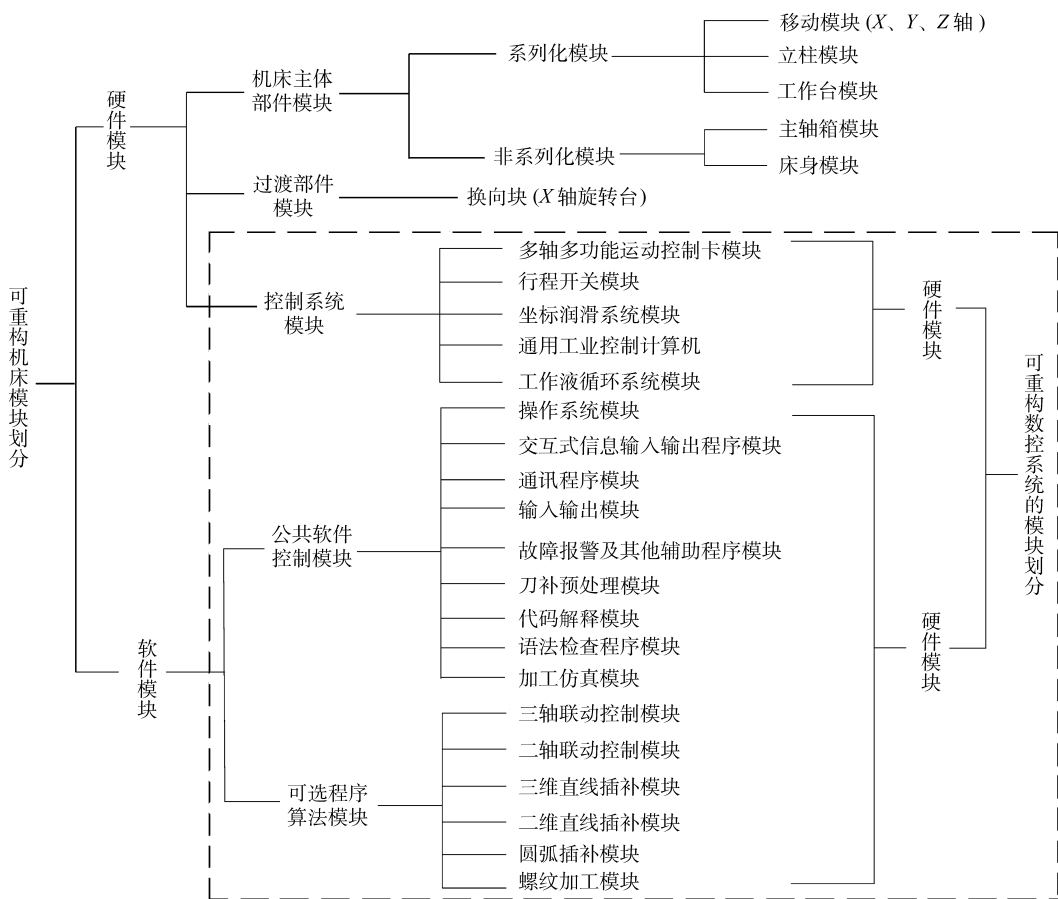 可重构机床模块划分
硬件模块
机床主体
部件模块
系列化模块
移动模块 (X、Y、Z 轴 )
立柱模块
工作台模块
非系列化模块
主轴箱模块
床身模块
过渡部件
模块
换向块 (X 轴旋转台)
控制系统
模块
多轴多功能运动控制卡模块
行程开关模块
坐标润滑系统模块
通用工业控制计算机
工作液循环系统模块
硬件模块
软件模块
公共软件
控制模块
操作系统模块
交互式信息输入输出程序模块
通讯程序模块
输入输出模块
故障报警及其他辅助程序模块
刀补预处理模块
代码解释模块
语法检查程序模块
加工仿真模块
可选程序
算法模块
三轴联动控制模块
二轴联动控制模块
三维直线插补模块
二维直线插补模块
圆弧插补模块
螺纹加工模块
硬件模块
可重构数控系统的模块划分